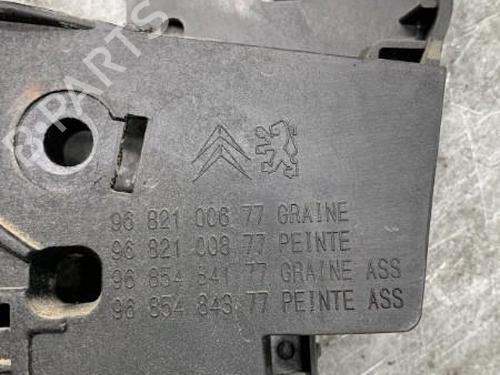 B-PARTS
96 821 006 77 GRAINE
96 821 008 77 PEINTE
96 854 841 77 GRAINE ASS
96 854 843 77 PEINTE ASS